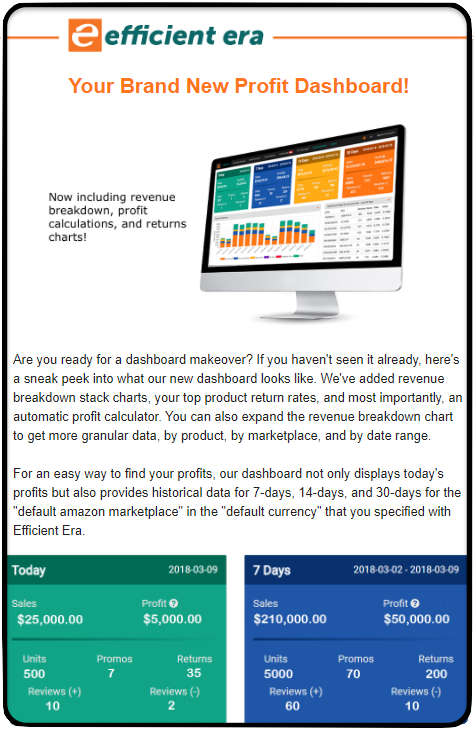 efficient era
Your Brand New Profit Dashboard!
Now including revenue
breakdown, profit
calculations, and returns
charts!
Are you ready for a dashboard makeover? If you haven't seen it already, here's
a sneak peek into what our new dashboard looks like. We've added revenue
breakdown stack charts, your top product return rates, and most importantly, an
automatic profit calculator. You can also expand the revenue breakdown chart
to get more granular data, by product, by marketplace, and by date range.
For an easy way to find your profits, our dashboard not only displays today's
profits but also provides historical data for 7-days, 14-days, and 30-days for the
"default amazon marketplace" in the "default currency" that you specified with
Efficient Era.
Today 2018-03-09
Sales Profit ?
$25,000.00 $5,000.00
Units Promos Returns
500 7 35
Reviews (+) Reviews (-)
10 2
7 Days 2018-03-02 - 2018-03-09
Sales Profit ?
$210,000.00 $50,000.00
Units Promos Returns
5000 70 200
Reviews (+) Reviews (-)
60 10